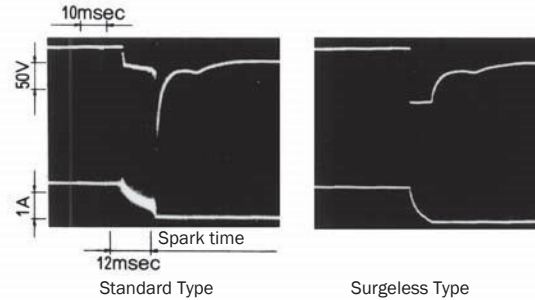 10msec
50V
1A
Spark time
12msec
Standard Type
Surgeless Type